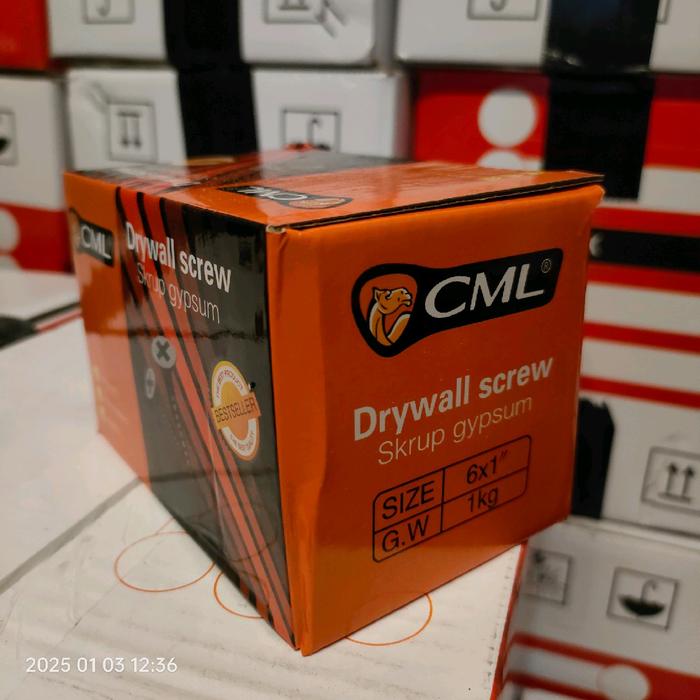 CML
CML
Drywall screw
Skrup gypsum
BESTSELLER
CML®
Drywall screw
Skrup gypsum
SIZE 6x1"
G.W 1kg
2025 01 03 12:36